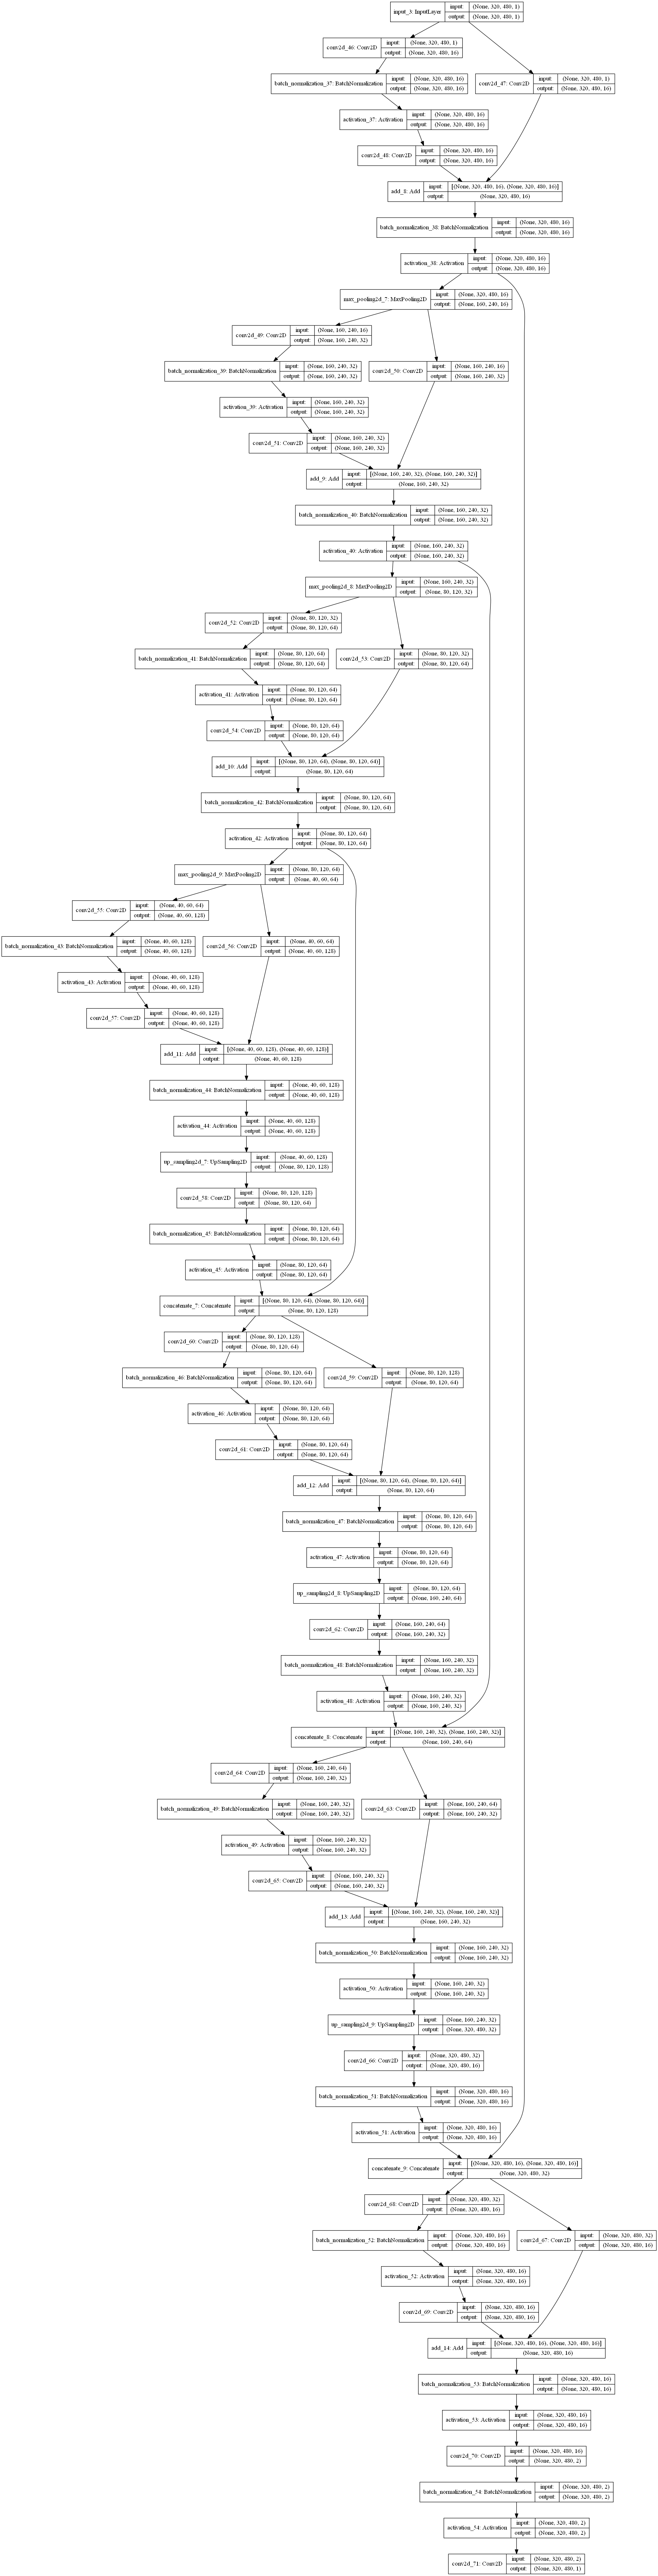 input_3: InputLayer
input: (None, 320, 480, 1)
output: (None, 320, 480, 1)
conv2d_46: Conv2D
input: (None, 320, 480, 1)
output: (None, 320, 480, 16)
batch_normalization_37: BatchNormalization
input: (None, 320, 480, 16)
output: (None, 320, 480, 16)
conv2d_47: Conv2D
input: (None, 320, 480, 1)
output: (None, 320, 480, 16)
activation_37: Activation
input: (None, 320, 480, 16)
output: (None, 320, 480, 16)
conv2d_48: Conv2D
input: (None, 320, 480, 16)
output: (None, 320, 480, 16)
add_8: Add
input: [(None, 320, 480, 16), (None, 320, 480, 16)]
output: (None, 320, 480, 16)
batch_normalization_38: BatchNormalization
input: (None, 320, 480, 16)
output: (None, 320, 480, 16)
activation_38: Activation
input: (None, 320, 480, 16)
output: (None, 320, 480, 16)
max_pooling2d_7: MaxPooling2D
input: (None, 320, 480, 16)
output: (None, 160, 240, 16)
conv2d_49: Conv2D
input: (None, 160, 240, 16)
output: (None, 160, 240, 32)
batch_normalization_39: BatchNormalization
input: (None, 160, 240, 32)
output: (None, 160, 240, 32)
conv2d_50: Conv2D
input: (None, 160, 240, 16)
output: (None, 160, 240, 32)
activation_39: Activation
input: (None, 160, 240, 32)
output: (None, 160, 240, 32)
conv2d_51: Conv2D
input: (None, 160, 240, 32)
output: (None, 160, 240, 32)
add_9: Add
input: [(None, 160, 240, 32), (None, 160, 240, 32)]
output: (None, 160, 240, 32)
batch_normalization_40: BatchNormalization
input: (None, 160, 240, 32)
output: (None, 160, 240, 32)
activation_40: Activation
input: (None, 160, 240, 32)
output: (None, 160, 240, 32)
max_pooling2d_8: MaxPooling2D
input: (None, 160, 240, 32)
output: (None, 80, 120, 32)
conv2d_52: Conv2D
input: (None, 80, 120, 32)
output: (None, 80, 120, 64)
batch_normalization_41: BatchNormalization
input: (None, 80, 120, 64)
output: (None, 80, 120, 64)
conv2d_53: Conv2D
input: (None, 80, 120, 32)
output: (None, 80, 120, 64)
activation_41: Activation
input: (None, 80, 120, 64)
output: (None, 80, 120, 64)
conv2d_54: Conv2D
input: (None, 80, 120, 64)
output: (None, 80, 120, 64)
add_10: Add
input: [(None, 80, 120, 64), (None, 80, 120, 64)]
output: (None, 80, 120, 64)
batch_normalization_42: BatchNormalization
input: (None, 80, 120, 64)
output: (None, 80, 120, 64)
activation_42: Activation
input: (None, 80, 120, 64)
output: (None, 80, 120, 64)
max_pooling2d_9: MaxPooling2D
input: (None, 80, 120, 64)
output: (None, 40, 60, 64)
conv2d_55: Conv2D
input: (None, 40, 60, 64)
output: (None, 40, 60, 128)
batch_normalization_43: BatchNormalization
input: (None, 40, 60, 128)
output: (None, 40, 60, 128)
conv2d_56: Conv2D
input: (None, 40, 60, 64)
output: (None, 40, 60, 128)
activation_43: Activation
input: (None, 40, 60, 128)
output: (None, 40, 60, 128)
conv2d_57: Conv2D
input: (None, 40, 60, 128)
output: (None, 40, 60, 128)
add_11: Add
input: [(None, 40, 60, 128), (None, 40, 60, 128)]
output: (None, 40, 60, 128)
batch_normalization_44: BatchNormalization
input: (None, 40, 60, 128)
output: (None, 40, 60, 128)
activation_44: Activation
input: (None, 40, 60, 128)
output: (None, 40, 60, 128)
up_sampling2d_7: UpSampling2D
input: (None, 40, 60, 128)
output: (None, 80, 120, 128)
conv2d_58: Conv2D
input: (None, 80, 120, 128)
output: (None, 80, 120, 64)
batch_normalization_45: BatchNormalization
input: (None, 80, 120, 64)
output: (None, 80, 120, 64)
activation_45: Activation
input: (None, 80, 120, 64)
output: (None, 80, 120, 64)
concatenate_7: Concatenate
input: [(None, 80, 120, 64), (None, 80, 120, 64)]
output: (None, 80, 120, 128)
conv2d_60: Conv2D
input: (None, 80, 120, 128)
output: (None, 80, 120, 64)
batch_normalization_46: BatchNormalization
input: (None, 80, 120, 64)
output: (None, 80, 120, 64)
conv2d_59: Conv2D
input: (None, 80, 120, 128)
output: (None, 80, 120, 64)
activation_46: Activation
input: (None, 80, 120, 64)
output: (None, 80, 120, 64)
conv2d_61: Conv2D
input: (None, 80, 120, 64)
output: (None, 80, 120, 64)
add_12: Add
input: [(None, 80, 120, 64), (None, 80, 120, 64)]
output: (None, 80, 120, 64)
batch_normalization_47: BatchNormalization
input: (None, 80, 120, 64)
output: (None, 80, 120, 64)
activation_47: Activation
input: (None, 80, 120, 64)
output: (None, 80, 120, 64)
up_sampling2d_8: UpSampling2D
input: (None, 80, 120, 64)
output: (None, 160, 240, 64)
conv2d_62: Conv2D
input: (None, 160, 240, 64)
output: (None, 160, 240, 32)
batch_normalization_48: BatchNormalization
input: (None, 160, 240, 32)
output: (None, 160, 240, 32)
activation_48: Activation
input: (None, 160, 240, 32)
output: (None, 160, 240, 32)
concatenate_8: Concatenate
input: [(None, 160, 240, 32), (None, 160, 240, 32)]
output: (None, 160, 240, 64)
conv2d_64: Conv2D
input: (None, 160, 240, 64)
output: (None, 160, 240, 32)
batch_normalization_49: BatchNormalization
input: (None, 160, 240, 32)
output: (None, 160, 240, 32)
conv2d_63: Conv2D
input: (None, 160, 240, 64)
output: (None, 160, 240, 32)
activation_49: Activation
input: (None, 160, 240, 32)
output: (None, 160, 240, 32)
conv2d_65: Conv2D
input: (None, 160, 240, 32)
output: (None, 160, 240, 32)
add_13: Add
input: [(None, 160, 240, 32), (None, 160, 240, 32)]
output: (None, 160, 240, 32)
batch_normalization_50: BatchNormalization
input: (None, 160, 240, 32)
output: (None, 160, 240, 32)
activation_50: Activation
input: (None, 160, 240, 32)
output: (None, 160, 240, 32)
up_sampling2d_9: UpSampling2D
input: (None, 160, 240, 32)
output: (None, 320, 480, 32)
conv2d_66: Conv2D
input: (None, 320, 480, 32)
output: (None, 320, 480, 16)
batch_normalization_51: BatchNormalization
input: (None, 320, 480, 16)
output: (None, 320, 480, 16)
activation_51: Activation
input: (None, 320, 480, 16)
output: (None, 320, 480, 16)
concatenate_9: Concatenate
input: [(None, 320, 480, 16), (None, 320, 480, 16)]
output: (None, 320, 480, 32)
conv2d_68: Conv2D
input: (None, 320, 480, 32)
output: (None, 320, 480, 16)
batch_normalization_52: BatchNormalization
input: (None, 320, 480, 16)
output: (None, 320, 480, 16)
conv2d_67: Conv2D
input: (None, 320, 480, 32)
output: (None, 320, 480, 16)
activation_52: Activation
input: (None, 320, 480, 16)
output: (None, 320, 480, 16)
conv2d_69: Conv2D
input: (None, 320, 480, 16)
output: (None, 320, 480, 16)
add_14: Add
input: [(None, 320, 480, 16), (None, 320, 480, 16)]
output: (None, 320, 480, 16)
batch_normalization_53: BatchNormalization
input: (None, 320, 480, 16)
output: (None, 320, 480, 16)
activation_53: Activation
input: (None, 320, 480, 16)
output: (None, 320, 480, 16)
conv2d_70: Conv2D
input: (None, 320, 480, 16)
output: (None, 320, 480, 2)
batch_normalization_54: BatchNormalization
input: (None, 320, 480, 2)
output: (None, 320, 480, 2)
activation_54: Activation
input: (None, 320, 480, 2)
output: (None, 320, 480, 2)
conv2d_71: Conv2D
input: (None, 320, 480, 2)
output: (None, 320, 480, 1)